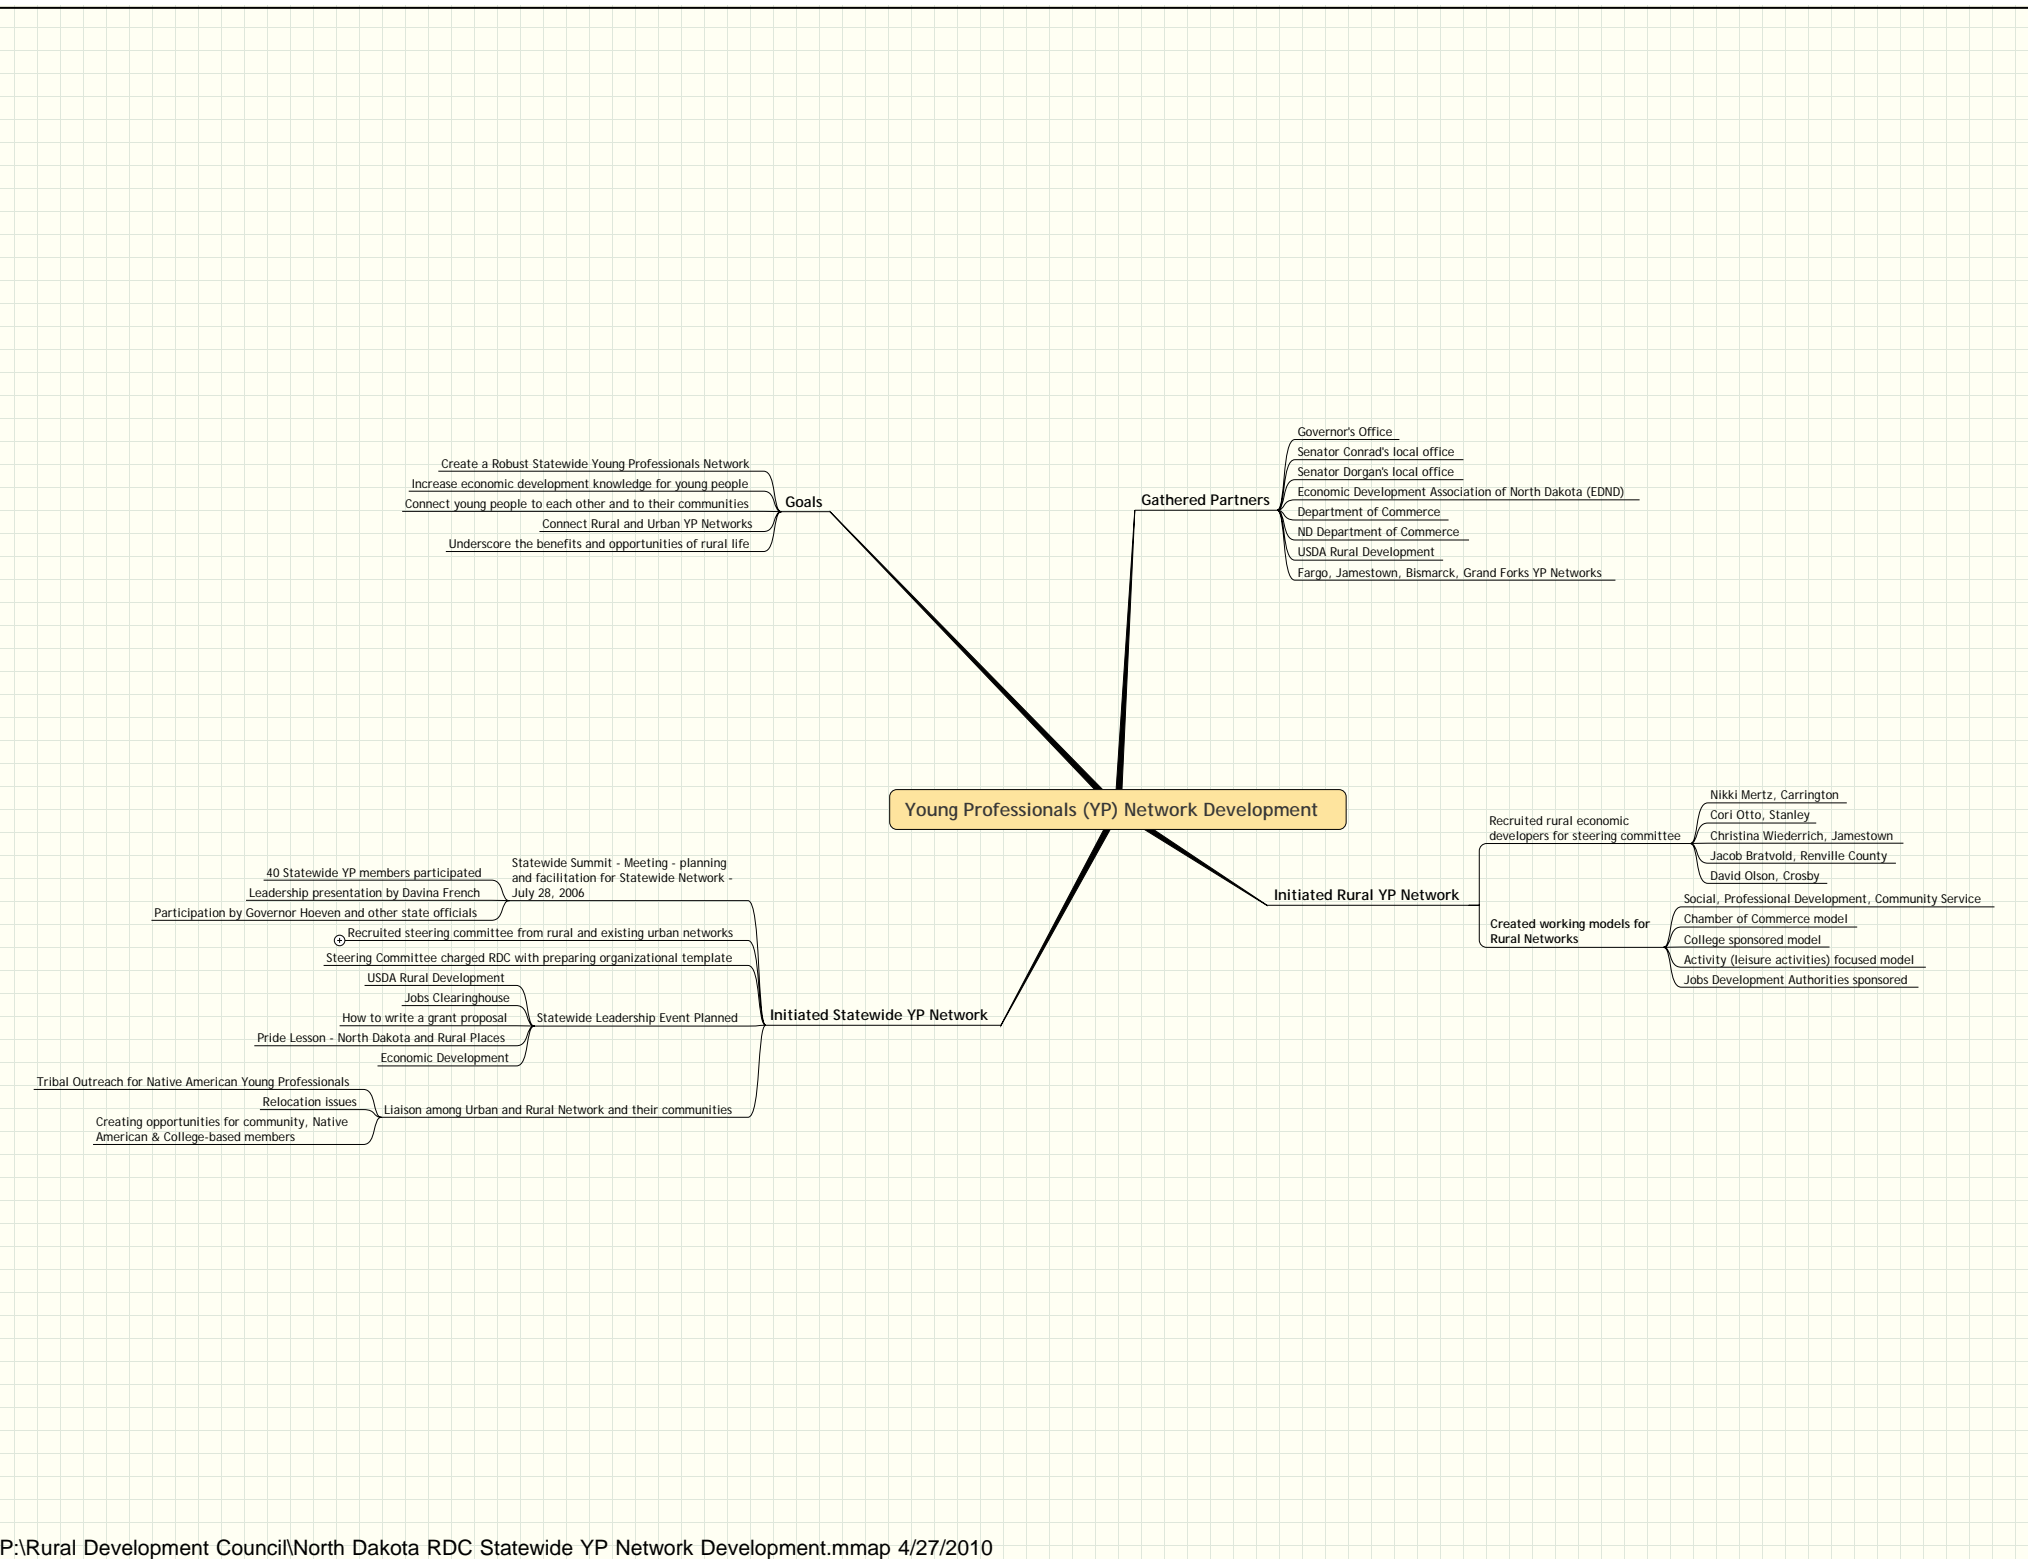 Young Professionals (YP) Network Development
Goals
Create a Robust Statewide Young Professionals Network
Increase economic development knowledge for young people
Connect young people to each other and to their communities
Connect Rural and Urban YP Networks
Underscore the benefits and opportunities of rural life
Gathered Partners
Governor's Office
Senator Conrad's local office
Senator Dorgan's local office
Economic Development Association of North Dakota (EDND)
Department of Commerce
ND Department of Commerce
USDA Rural Development
Fargo, Jamestown, Bismarck, Grand Forks YP Networks
Initiated Rural YP Network
Recruited rural economic
developers for steering committee
Nikki Mertz, Carrington
Cori Otto, Stanley
Christina Wiederrich, Jamestown
Jacob Bratvold, Renville County
David Olson, Crosby
Created working models for
Rural Networks
Social, Professional Development, Community Service
Chamber of Commerce model
College sponsored model
Activity (leisure activities) focused model
Jobs Development Authorities sponsored
Initiated Statewide YP Network
Statewide Summit - Meeting - planning
and facilitation for Statewide Network -
July 28, 2006
40 Statewide YP members participated
Leadership presentation by Davina French
Participation by Governor Hoeven and other state officials
Recruited steering committee from rural and existing urban networks
Steering Committee charged RDC with preparing organizational template
Statewide Leadership Event Planned
USDA Rural Development
Jobs Clearinghouse
How to write a grant proposal
Pride Lesson - North Dakota and Rural Places
Economic Development
Liaison among Urban and Rural Network and their communities
Tribal Outreach for Native American Young Professionals
Relocation issues
Creating opportunities for community, Native
American & College-based members
P:\Rural Development Council\North Dakota RDC Statewide YP Network Development.mmap 4/27/2010